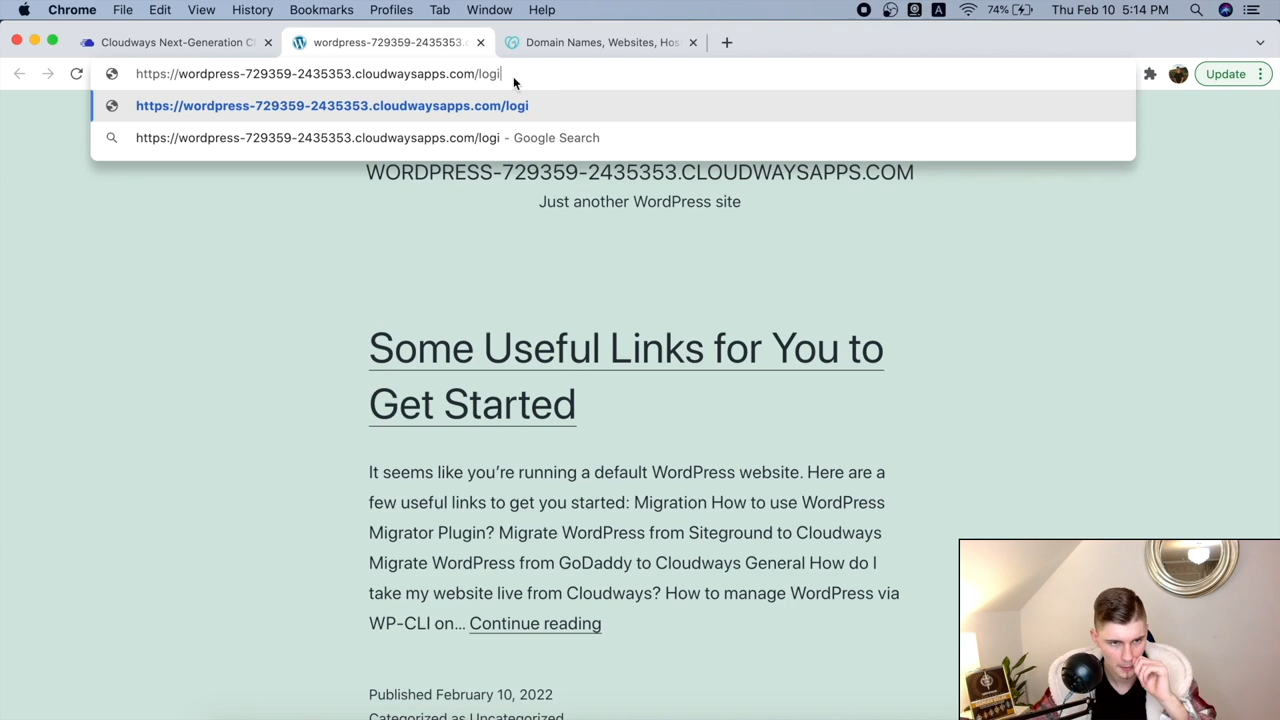 Chrome File Edit View History Bookmarks Profiles Tab Window Help A 74% Thu Feb 10 5:14 PM
Cloudways Next-Generation Cl wordpress-729359-2435353. Domain Names, Websites, Hos
https://wordpress-729359-2435353.cloudwaysapps.com/logi Update
https://wordpress-729359-2435353.cloudwaysapps.com/logi
https://wordpress-729359-2435353.cloudwaysapps.com/logi - Google Search
WORDPRESS-729359-2435353.CLOUDWAYSAPPS.COM
Just another WordPress site
Some Useful Links for You to
Get Started
It seems like you’re running a default WordPress website. Here are a
few useful links to get you started: Migration How to use WordPress
Migrator Plugin? Migrate WordPress from Siteground to Cloudways
Migrate WordPress from GoDaddy to Cloudways General How do I
take my website live from Cloudways? How to manage WordPress via
WP-CLI on... Continue reading
Published February 10, 2022
Categorized as Uncategorized